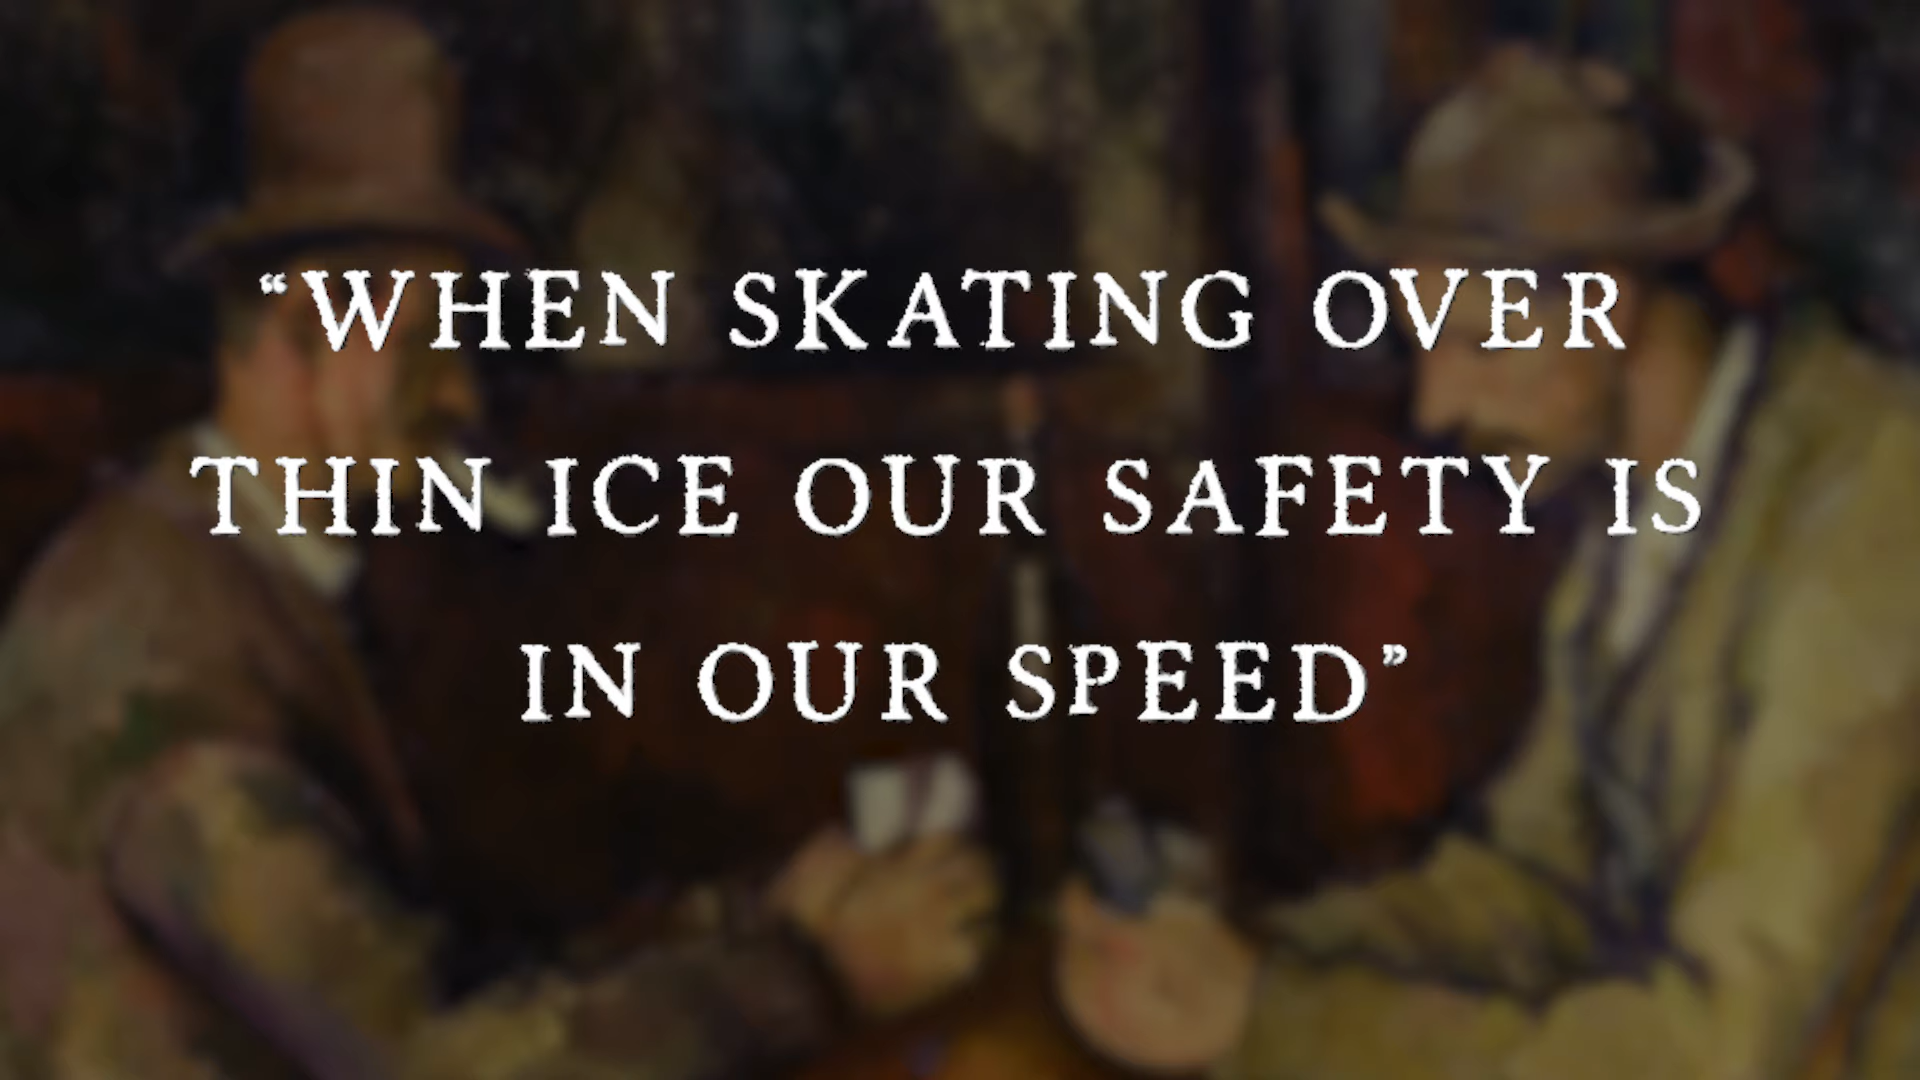 “WHEN SKATING OVER
THIN ICE OUR SAFETY IS
IN OUR SPEED”